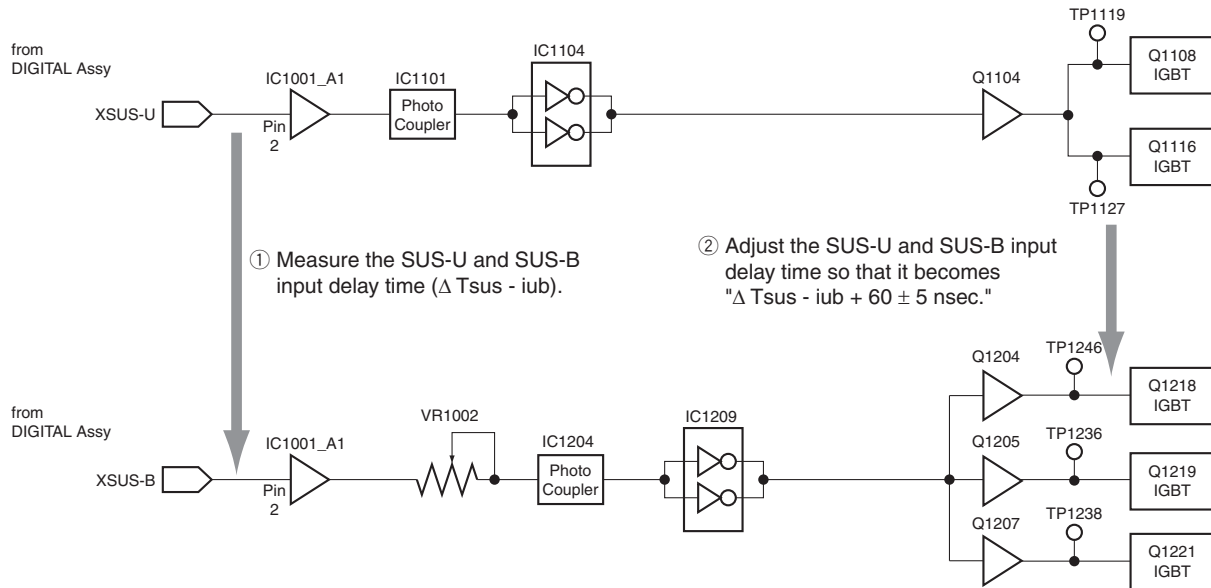 from
DIGITAL Assy
XSUS-U
Pin
2
IC1001_A1
IC1101
Photo
Coupler
IC1104
Q1104
TP1119
Q1108
IGBT
Q1116
IGBT
TP1127
① Measure the SUS-U and SUS-B
input delay time (Δ Tsus - iub).
② Adjust the SUS-U and SUS-B input
delay time so that it becomes
"Δ Tsus - iub + 60 ± 5 nsec."
from
DIGITAL Assy
XSUS-B
Pin
2
IC1001_A1
VR1002
IC1204
Photo
Coupler
IC1209
Q1204
TP1246
Q1218
IGBT
Q1205
TP1236
Q1219
IGBT
Q1207
TP1238
Q1221
IGBT